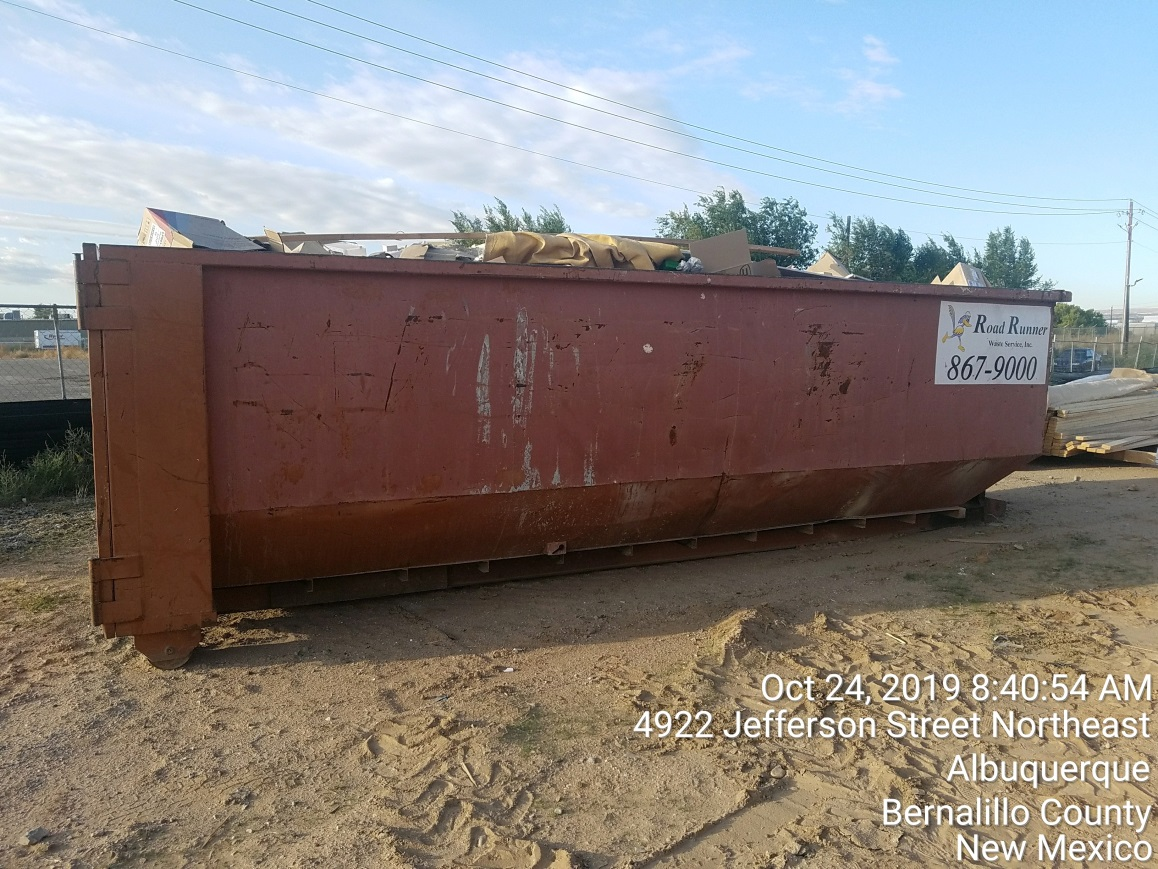 Road Runner
Waste Service, Inc.
867-9000
Oct 24, 2019 8:40:54 AM
4922 Jefferson Street Northeast
Albuquerque
Bernalillo County
New Mexico